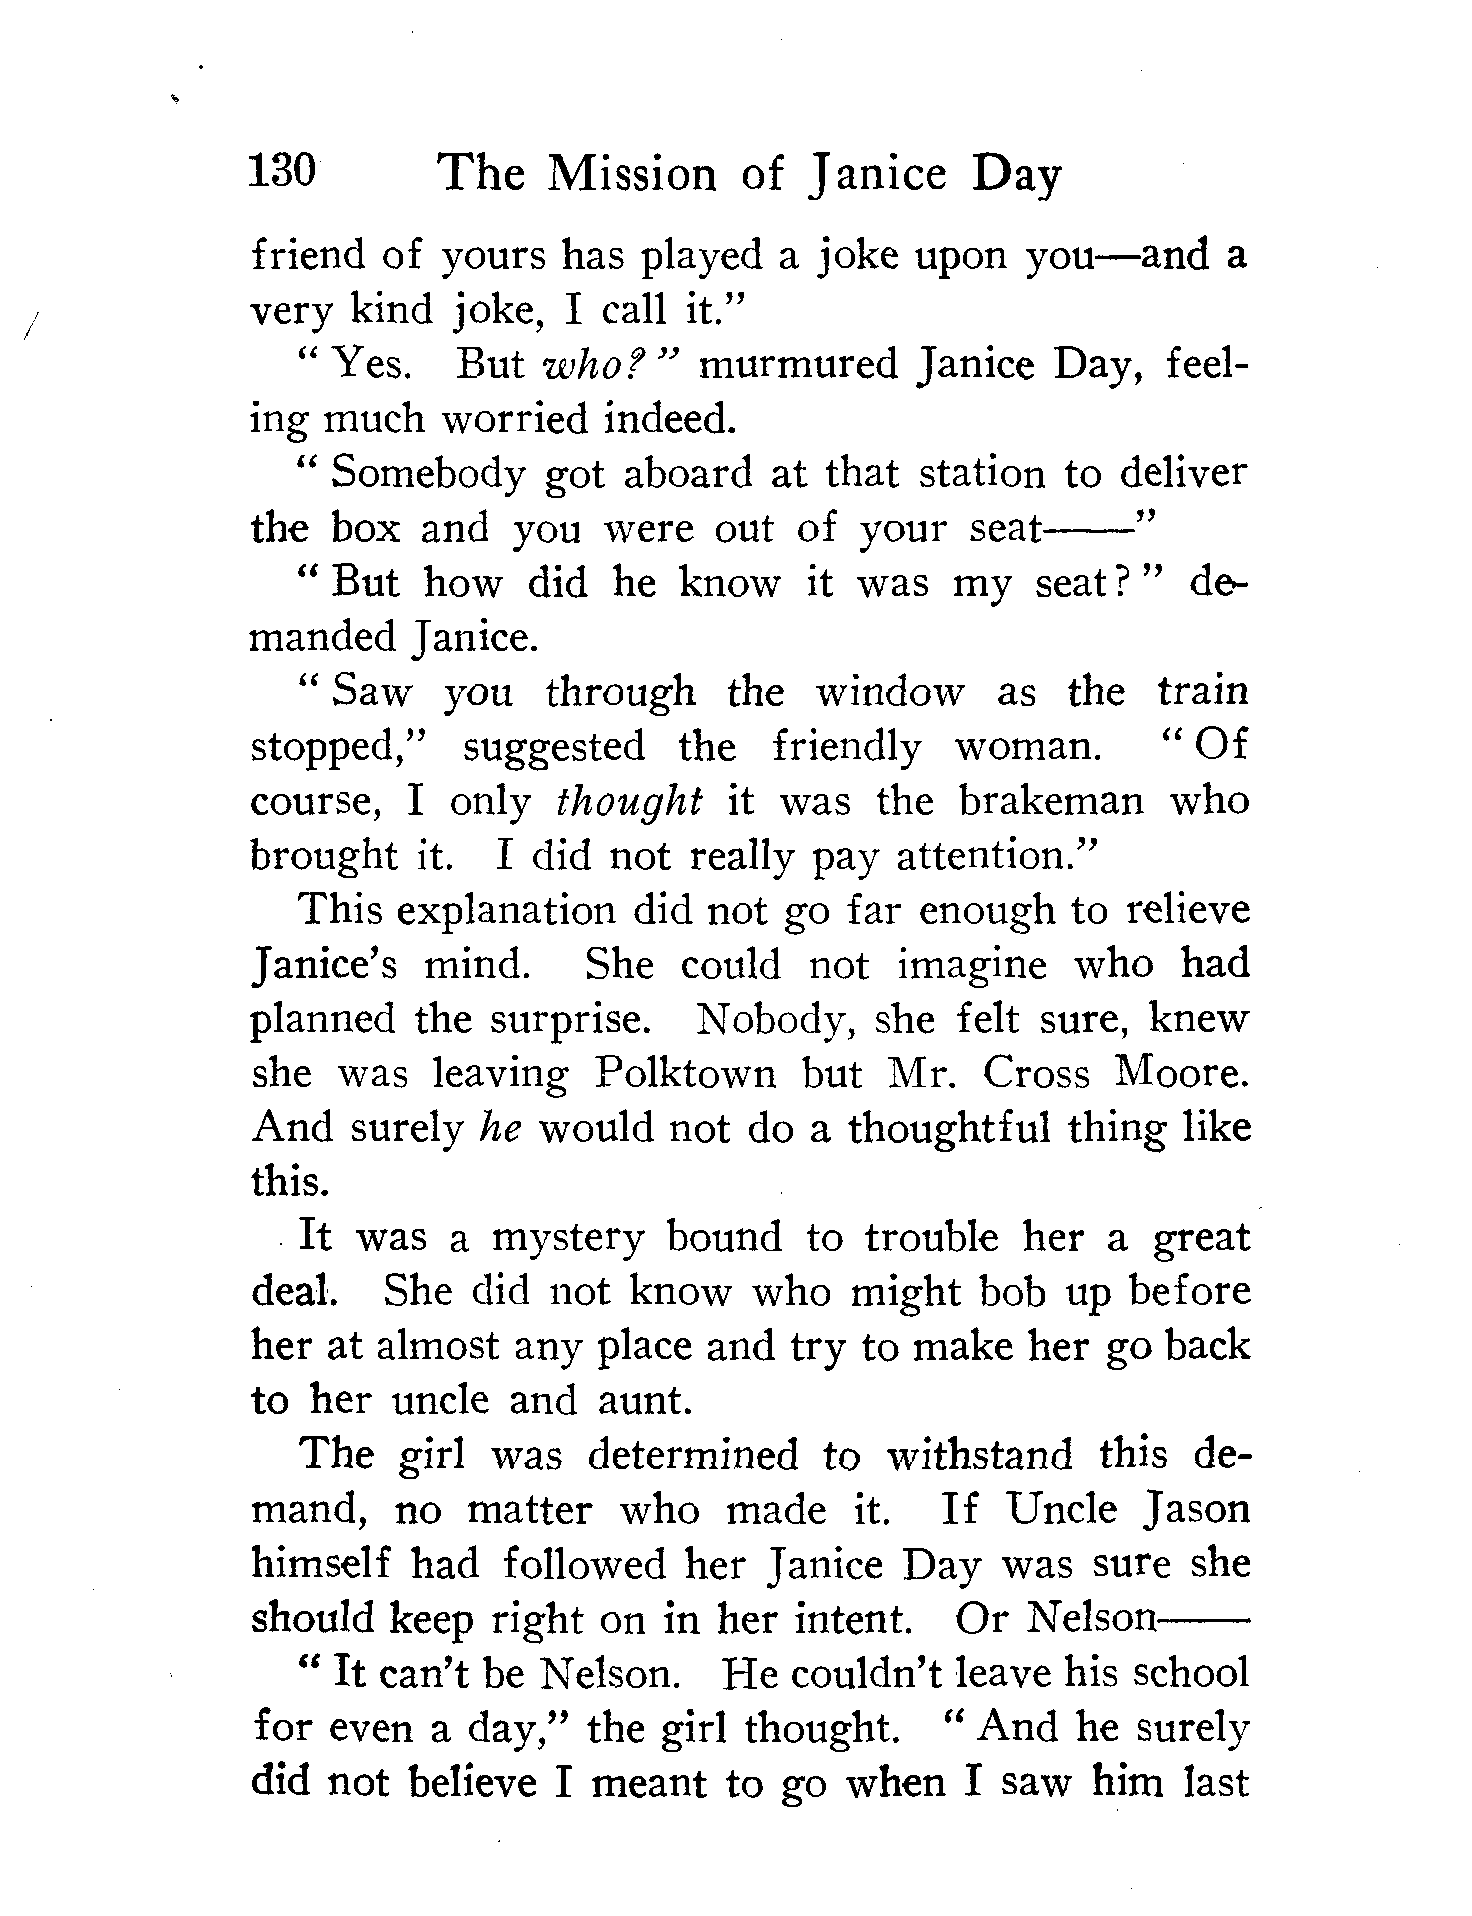 130 The Mission of Janice Day
friend of yours has played a joke upon you—and a
very kind joke, I call it.”
“ Yes. But who? ” murmured Janice Day, feel-
ing much worried indeed.
“ Somebody got aboard at that station to deliver
the box and you were out of your seat——”
“ But how did he know it was my seat? ” de-
manded Janice.
“ Saw you through the window as the train
stopped,” suggested the friendly woman. “ Of
course, I only thought it was the brakeman who
brought it. I did not really pay attention.”
This explanation did not go far enough to relieve
Janice’s mind. She could not imagine who had
planned the surprise. Nobody, she felt sure, knew
she was leaving Polktown but Mr. Cross Moore.
And surely he would not do a thoughtful thing like
this.
It was a mystery bound to trouble her a great
deal. She did not know who might bob up before
her at almost any place and try to make her go back
to her uncle and aunt.
The girl was determined to withstand this de-
mand, no matter who made it. If Uncle Jason
himself had followed her Janice Day was sure she
should keep right on in her intent. Or Nelson——
“ It can’t be Nelson. He couldn’t leave his school
for even a day,” the girl thought. “ And he surely
did not believe I meant to go when I saw him last